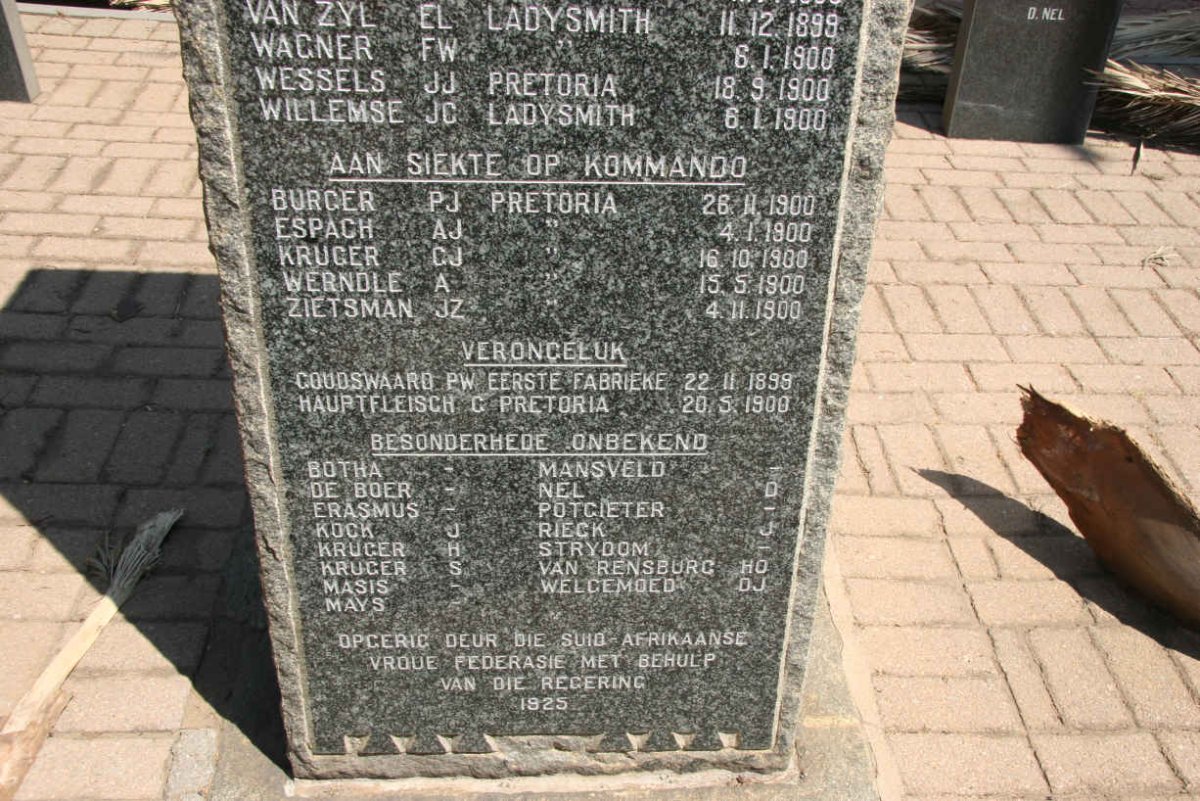 VAN ZYL EL LADYSMITH 11.12.1899
WAGNER FW " 6.1.1900
WESSELS JJ PRETORIA 18.9.1900
WILLEMSE JC LADYSMITH 6.1.1900
AAN SIEKTE OP KOMMANDO
BURGER PJ PRETORIA 26.11.1900
ESPACH AJ " 4.1.1900
KRUGER CJ " 16.10.1900
WERNDLE A " 15.5.1900
ZIETSMAN JZ " 4.11.1900
VERONGELUK
GOUDSWAARD PW EERSTE FABRIEKE 22.11.1899
HAUPTFLEISCH G PRETORIA 20.5.1900
BESONDERHEDE ONBEKEND
BOTHA - MANSVELD -
DE BOER - NEL D
ERASMUS - POTGIETER -
KOCK J RIECK J
KRUGER H STRYDOM -
KRUGER S VAN RENSBURG HO
MASIS - WELGEMOED DJ
MAYS -
OPGERIG DEUR DIE SUID AFRIKAANSE
VROUE FEDERASIE MET BEHULP
VAN DIE REGERING
1925
D. NEL